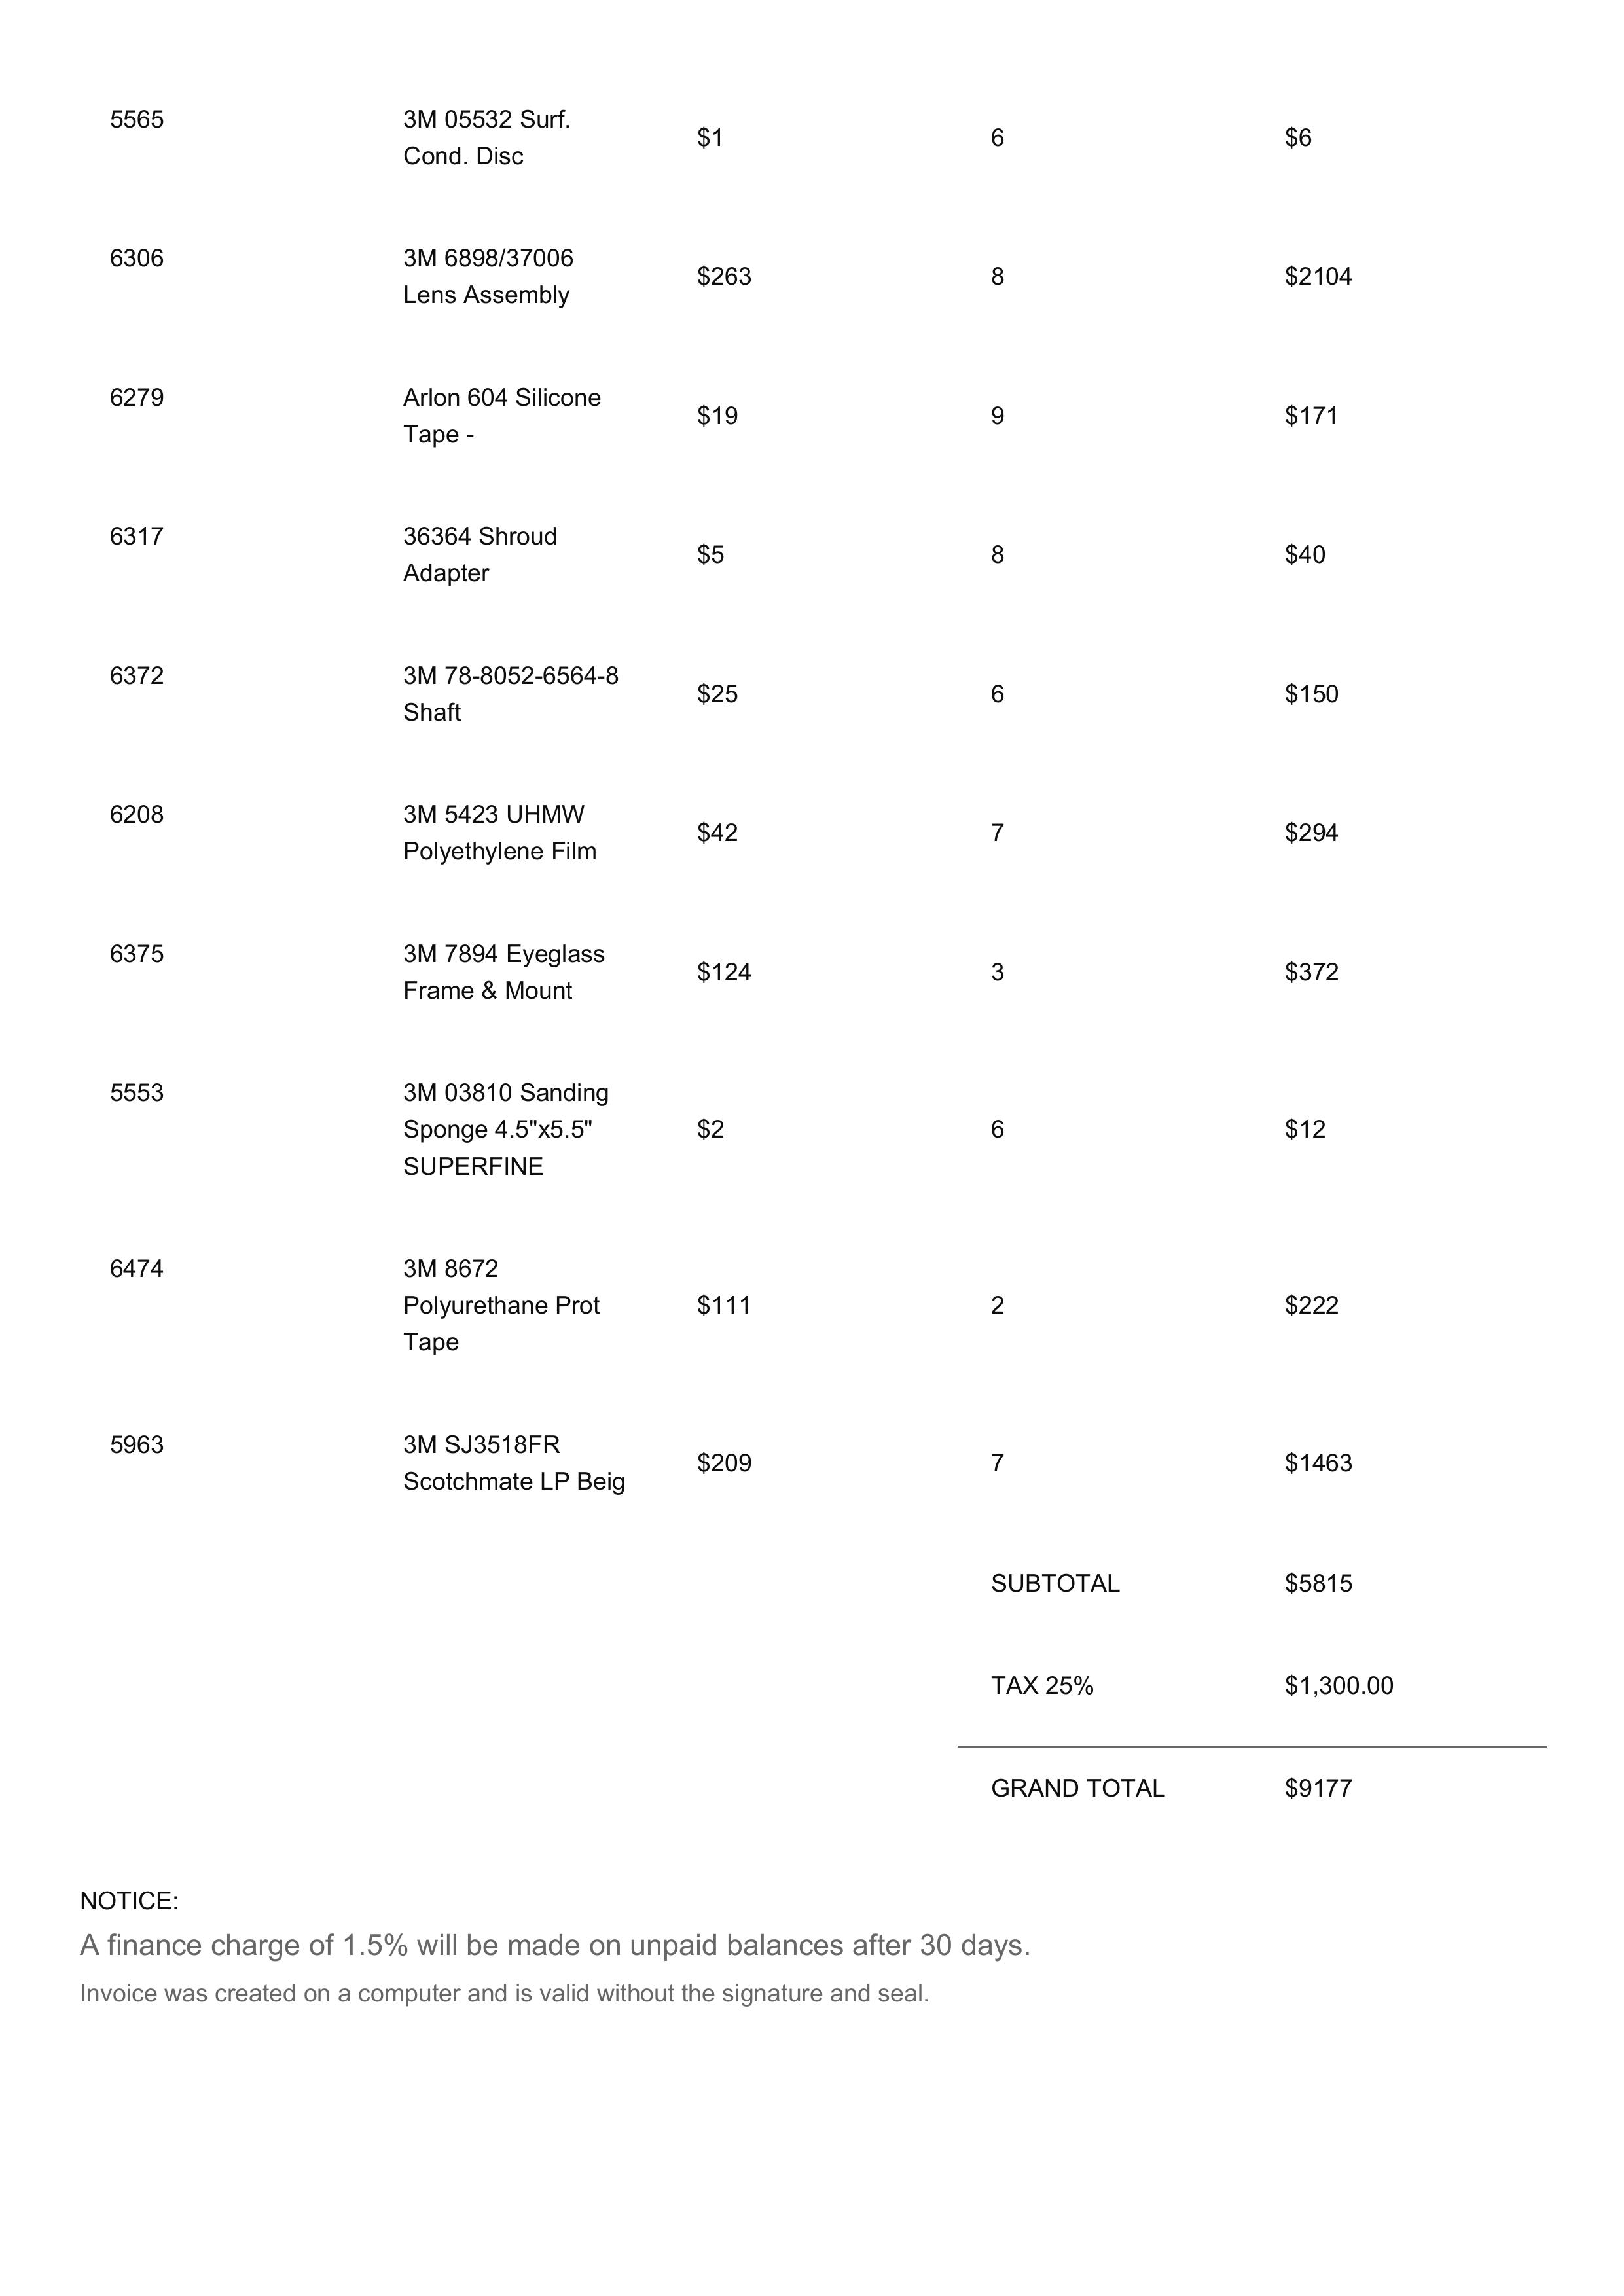 5565 3M 05532 Surf. Cond. Disc $1 6 $6
6306 3M 6898/37006 Lens Assembly $263 8 $2104
6279 Arlon 604 Silicone Tape - $19 9 $171
6317 36364 Shroud Adapter $5 8 $40
6372 3M 78-8052-6564-8 Shaft $25 6 $150
6208 3M 5423 UHMW Polyethylene Film $42 7 $294
6375 3M 7894 Eyeglass Frame & Mount $124 3 $372
5553 3M 03810 Sanding Sponge 4.5"x5.5" SUPERFINE $2 6 $12
6474 3M 8672 Polyurethane Prot Tape $111 2 $222
5963 3M SJ3518FR Scotchmate LP Beig $209 7 $1463
SUBTOTAL $5815
TAX 25% $1,300.00
GRAND TOTAL $9177
NOTICE:
A finance charge of 1.5% will be made on unpaid balances after 30 days.
Invoice was created on a computer and is valid without the signature and seal.